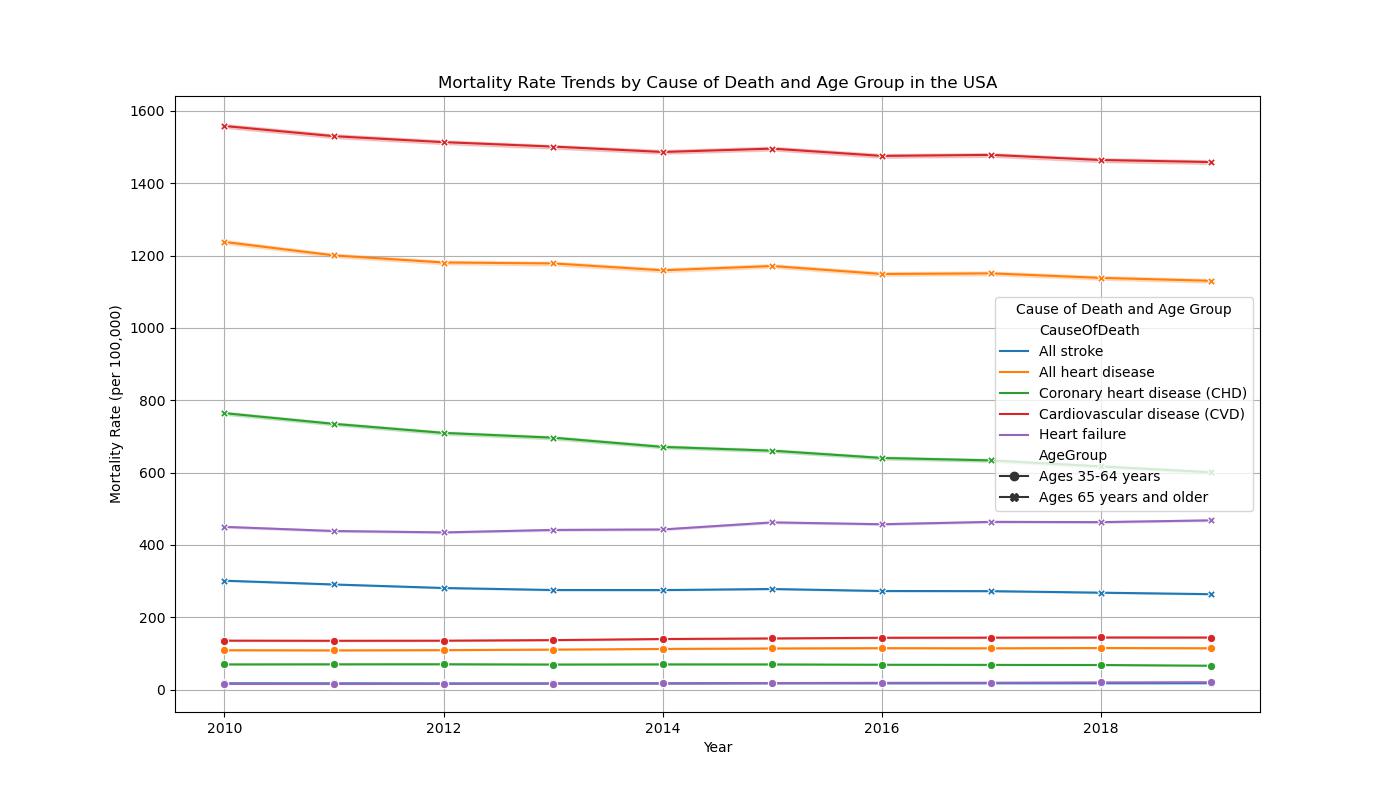 Mortality Rate Trends by Cause of Death and Age Group in the USA
1600
1400
1200
1000
800
600
400
200
0
Mortality Rate (per 100,000)
Cause of Death and Age Group
CauseOfDeath
All stroke
All heart disease
Coronary heart disease (CHD)
Cardiovascular disease (CVD)
Heart failure
AgeGroup
Ages 35-64 years
Ages 65 years and older
2010 2012 2014 2016 2018
Year